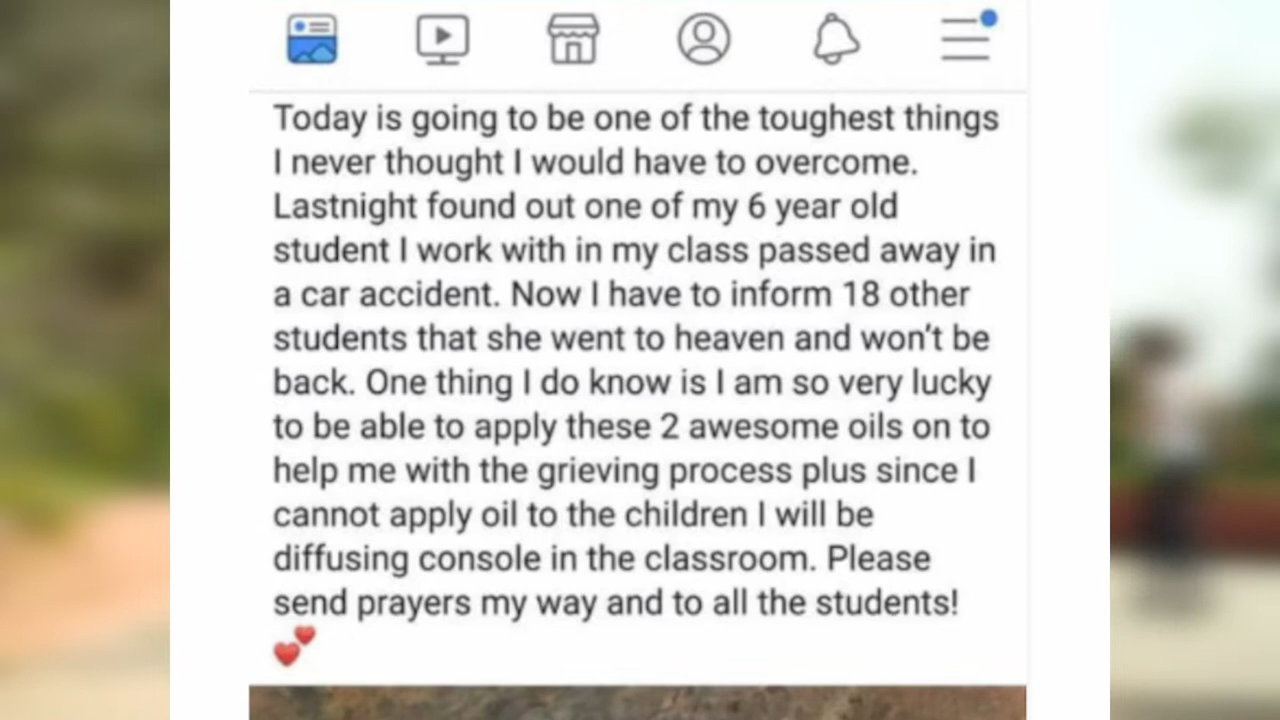 Today is going to be one of the toughest things
I never thought I would have to overcome.
Lastnight found out one of my 6 year old
student I work with in my class passed away in
a car accident. Now I have to inform 18 other
students that she went to heaven and won't be
back. One thing I do know is I am so very lucky
to be able to apply these 2 awesome oils on to
help me with the grieving process plus since I
cannot apply oil to the children I will be
diffusing console in the classroom. Please
send prayers my way and to all the students!
💕